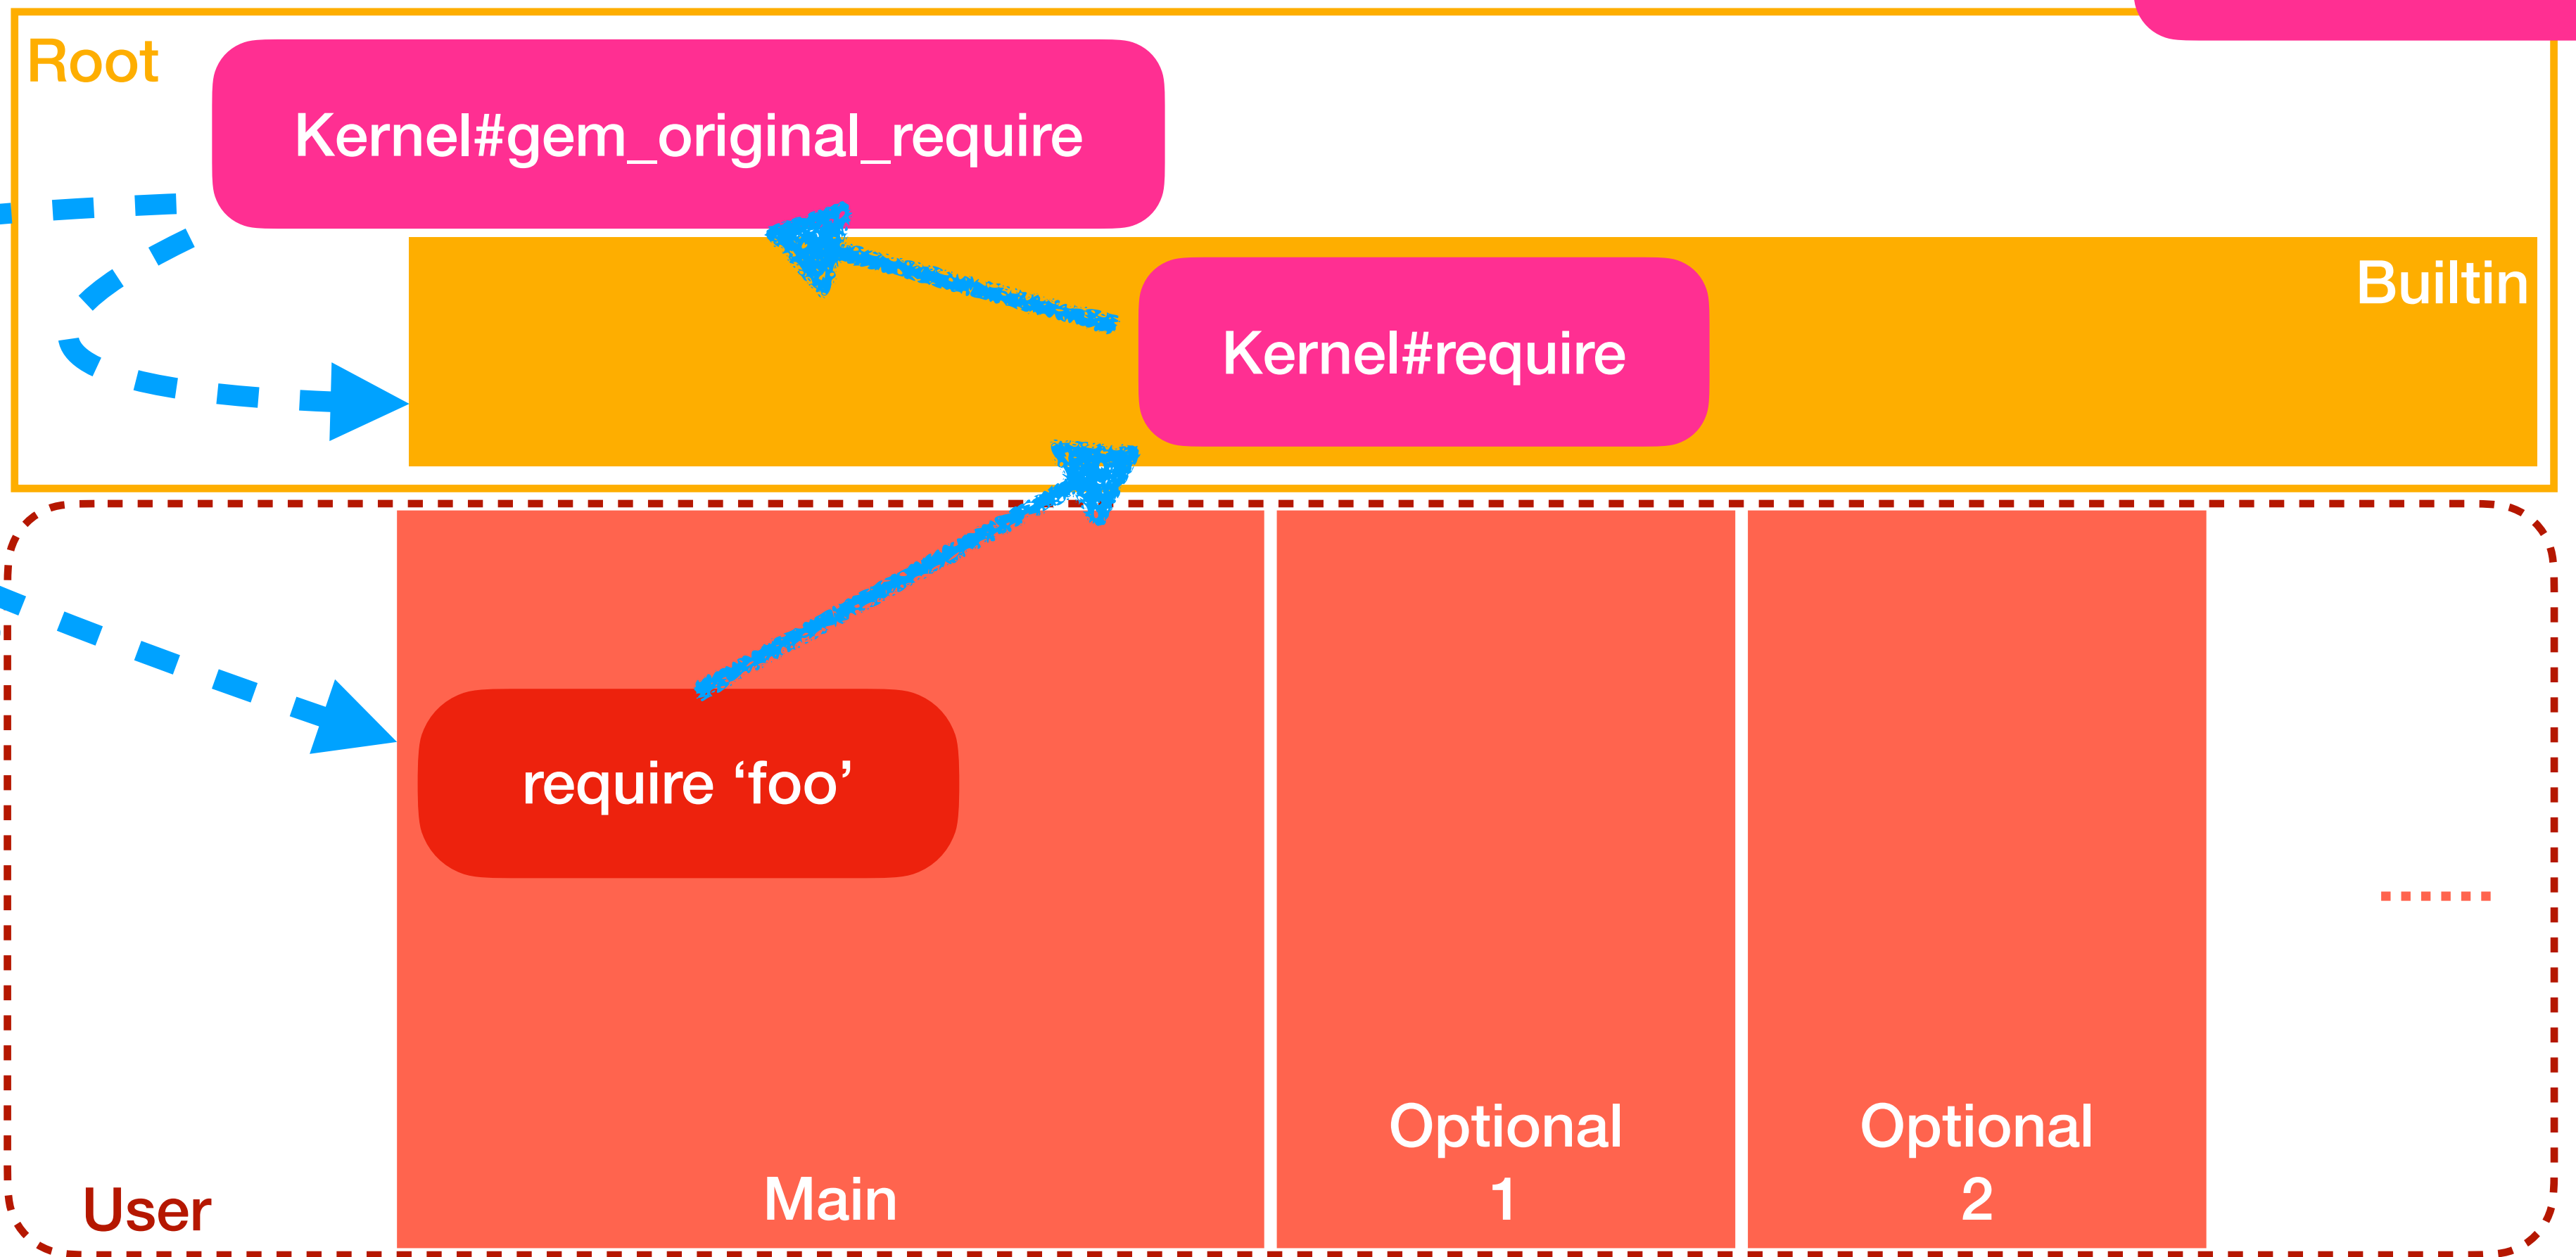 Root
Kernel#gem_original_require
Builtin
Kernel#require
require ‘foo’
Optional
1
Optional
2
Main
User